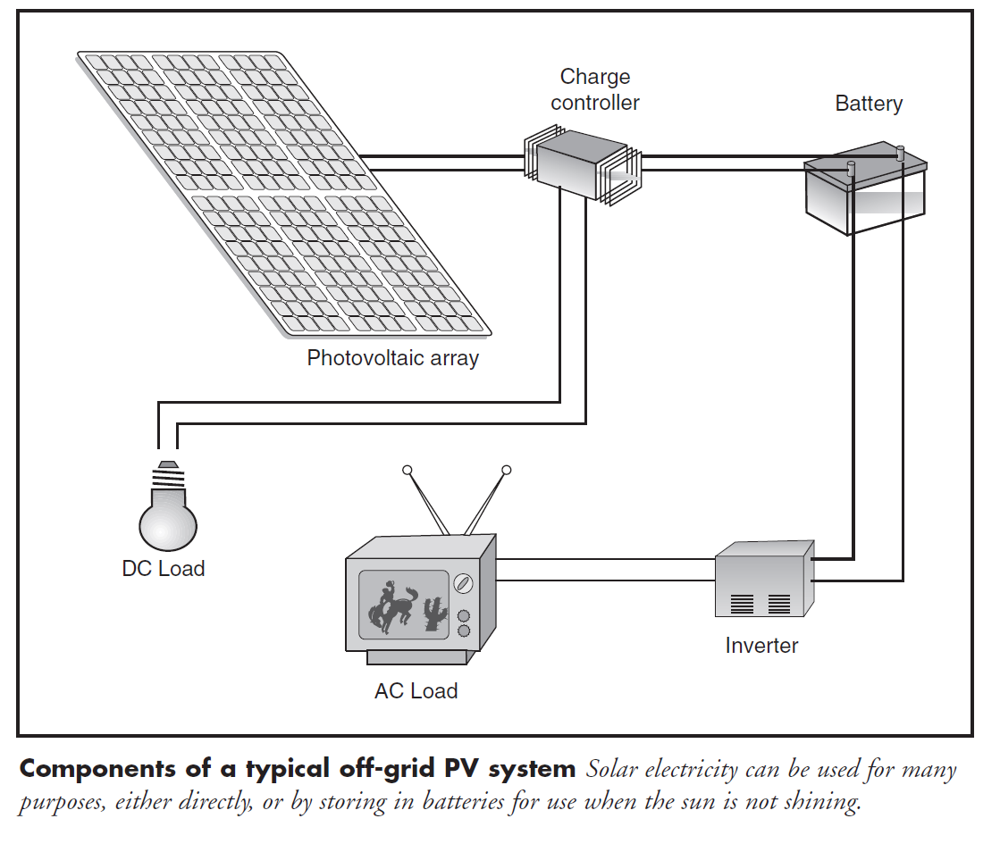 Charge
controller
Battery
Photovoltaic array
DC Load
Inverter
AC Load
Components of a typical off-grid PV system Solar electricity can be used for many
purposes, either directly, or by storing in batteries for use when the sun is not shining.